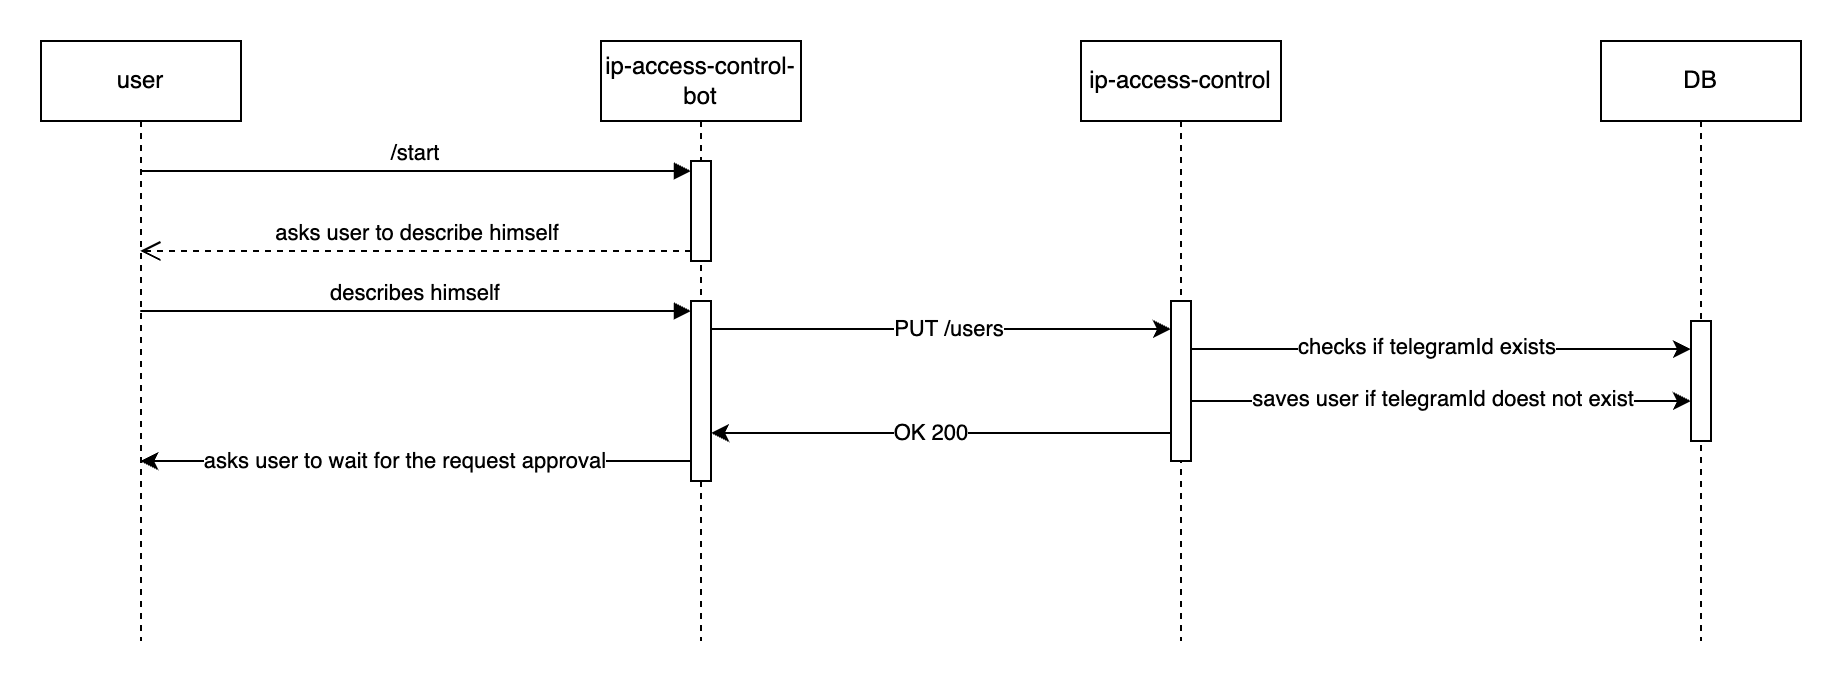 user
ip-access-control-
bot
ip-access-control
DB
/start
asks user to describe himself
describes himself
PUT /users
checks if telegramId exists
saves user if telegramId doest not exist
OK 200
asks user to wait for the request approval